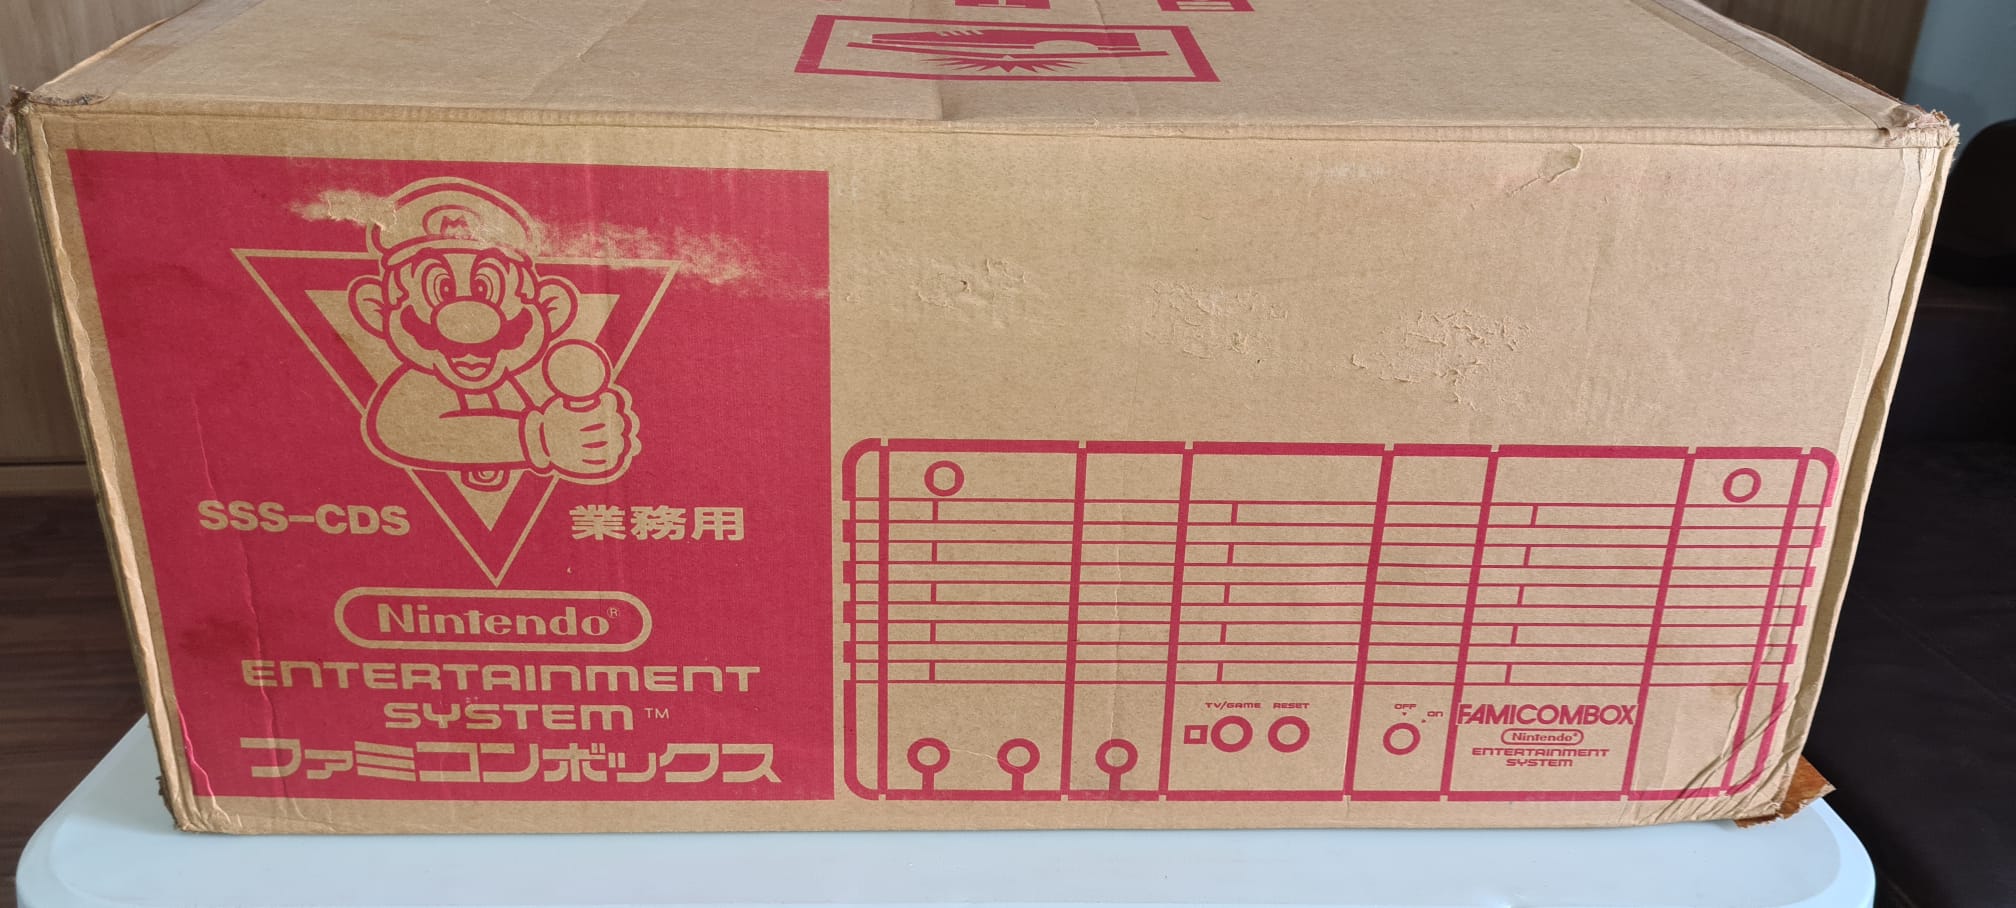 M
SSS-CDS
業務用
Nintendo®
ENTERTAINMENT
SYSTEM™
ファミコンボックス
TV/GAME
RESET
OFF
ON
FAMICOMBOX
Nintendo®
ENTERTAINMENT
SYSTEM